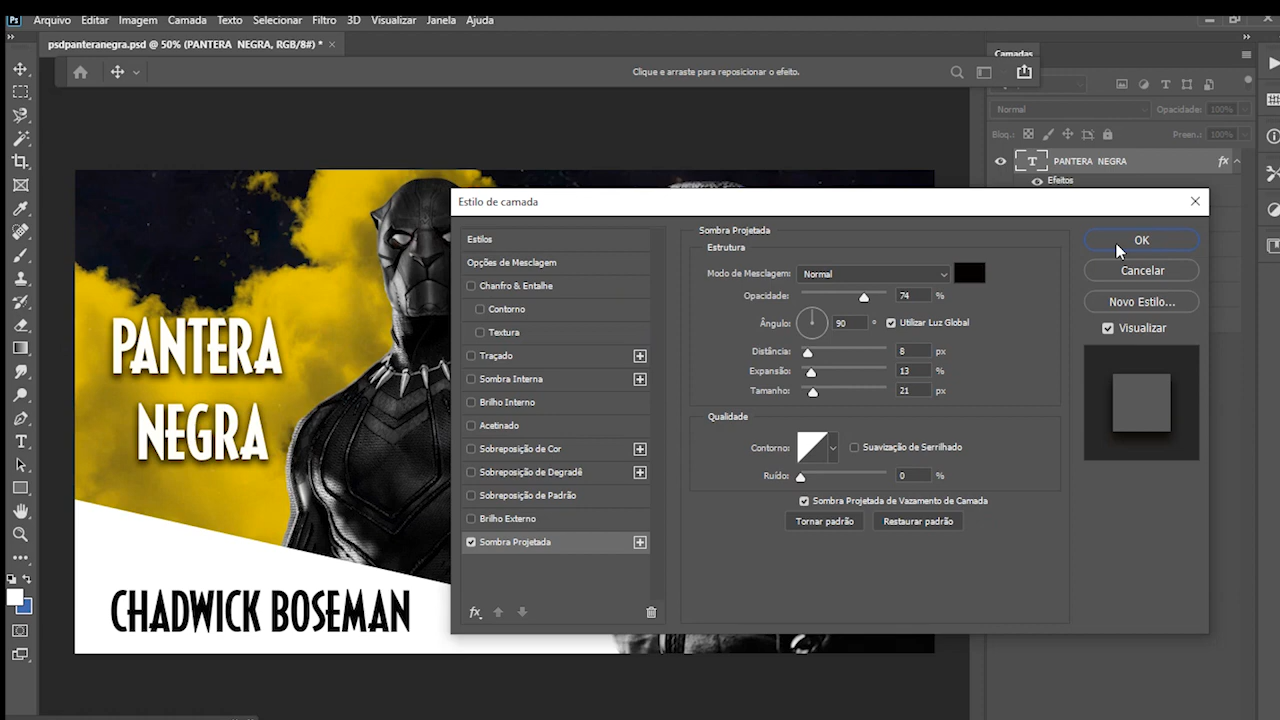 Ps Arquivo Editar Imagem Camada Texto Selecionar Filtro 3D Visualizar Janela Ajuda
psdpanteranegra.psd @ 50% (PANTERA NEGRA, RGB/8#) * ×
Camadas
Clique e arraste para reposicionar o efeito.
Normal Opacidade: 100%
Bloq.: Preen.: 100%
T PANTERA NEGRA fx
Efeitos
Estilo de camada
Estilos
Opções de Mesclagem
Chanfro & Entalhe
Contorno
Textura
Traçado
Sombra Interna
Brilho Interno
Acetinado
Sobreposição de Cor
Sobreposição de Degradê
Sobreposição de Padrão
Brilho Externo
Sombra Projetada
fx
Sombra Projetada
Estrutura
Modo de Mesclagem: Normal
Opacidade: 74 %
Ângulo: 90 ° Utilizar Luz Global
Distância: 8 px
Expansão: 13 %
Tamanho: 21 px
Qualidade
Contorno: Suavização de Serrilhado
Ruído: 0 %
Sombra Projetada de Vazamento de Camada
Tornar padrão Restaurar padrão
OK
Cancelar
Novo Estilo...
Visualizar
PANTERA
NEGRA
CHADWICK BOSEMAN